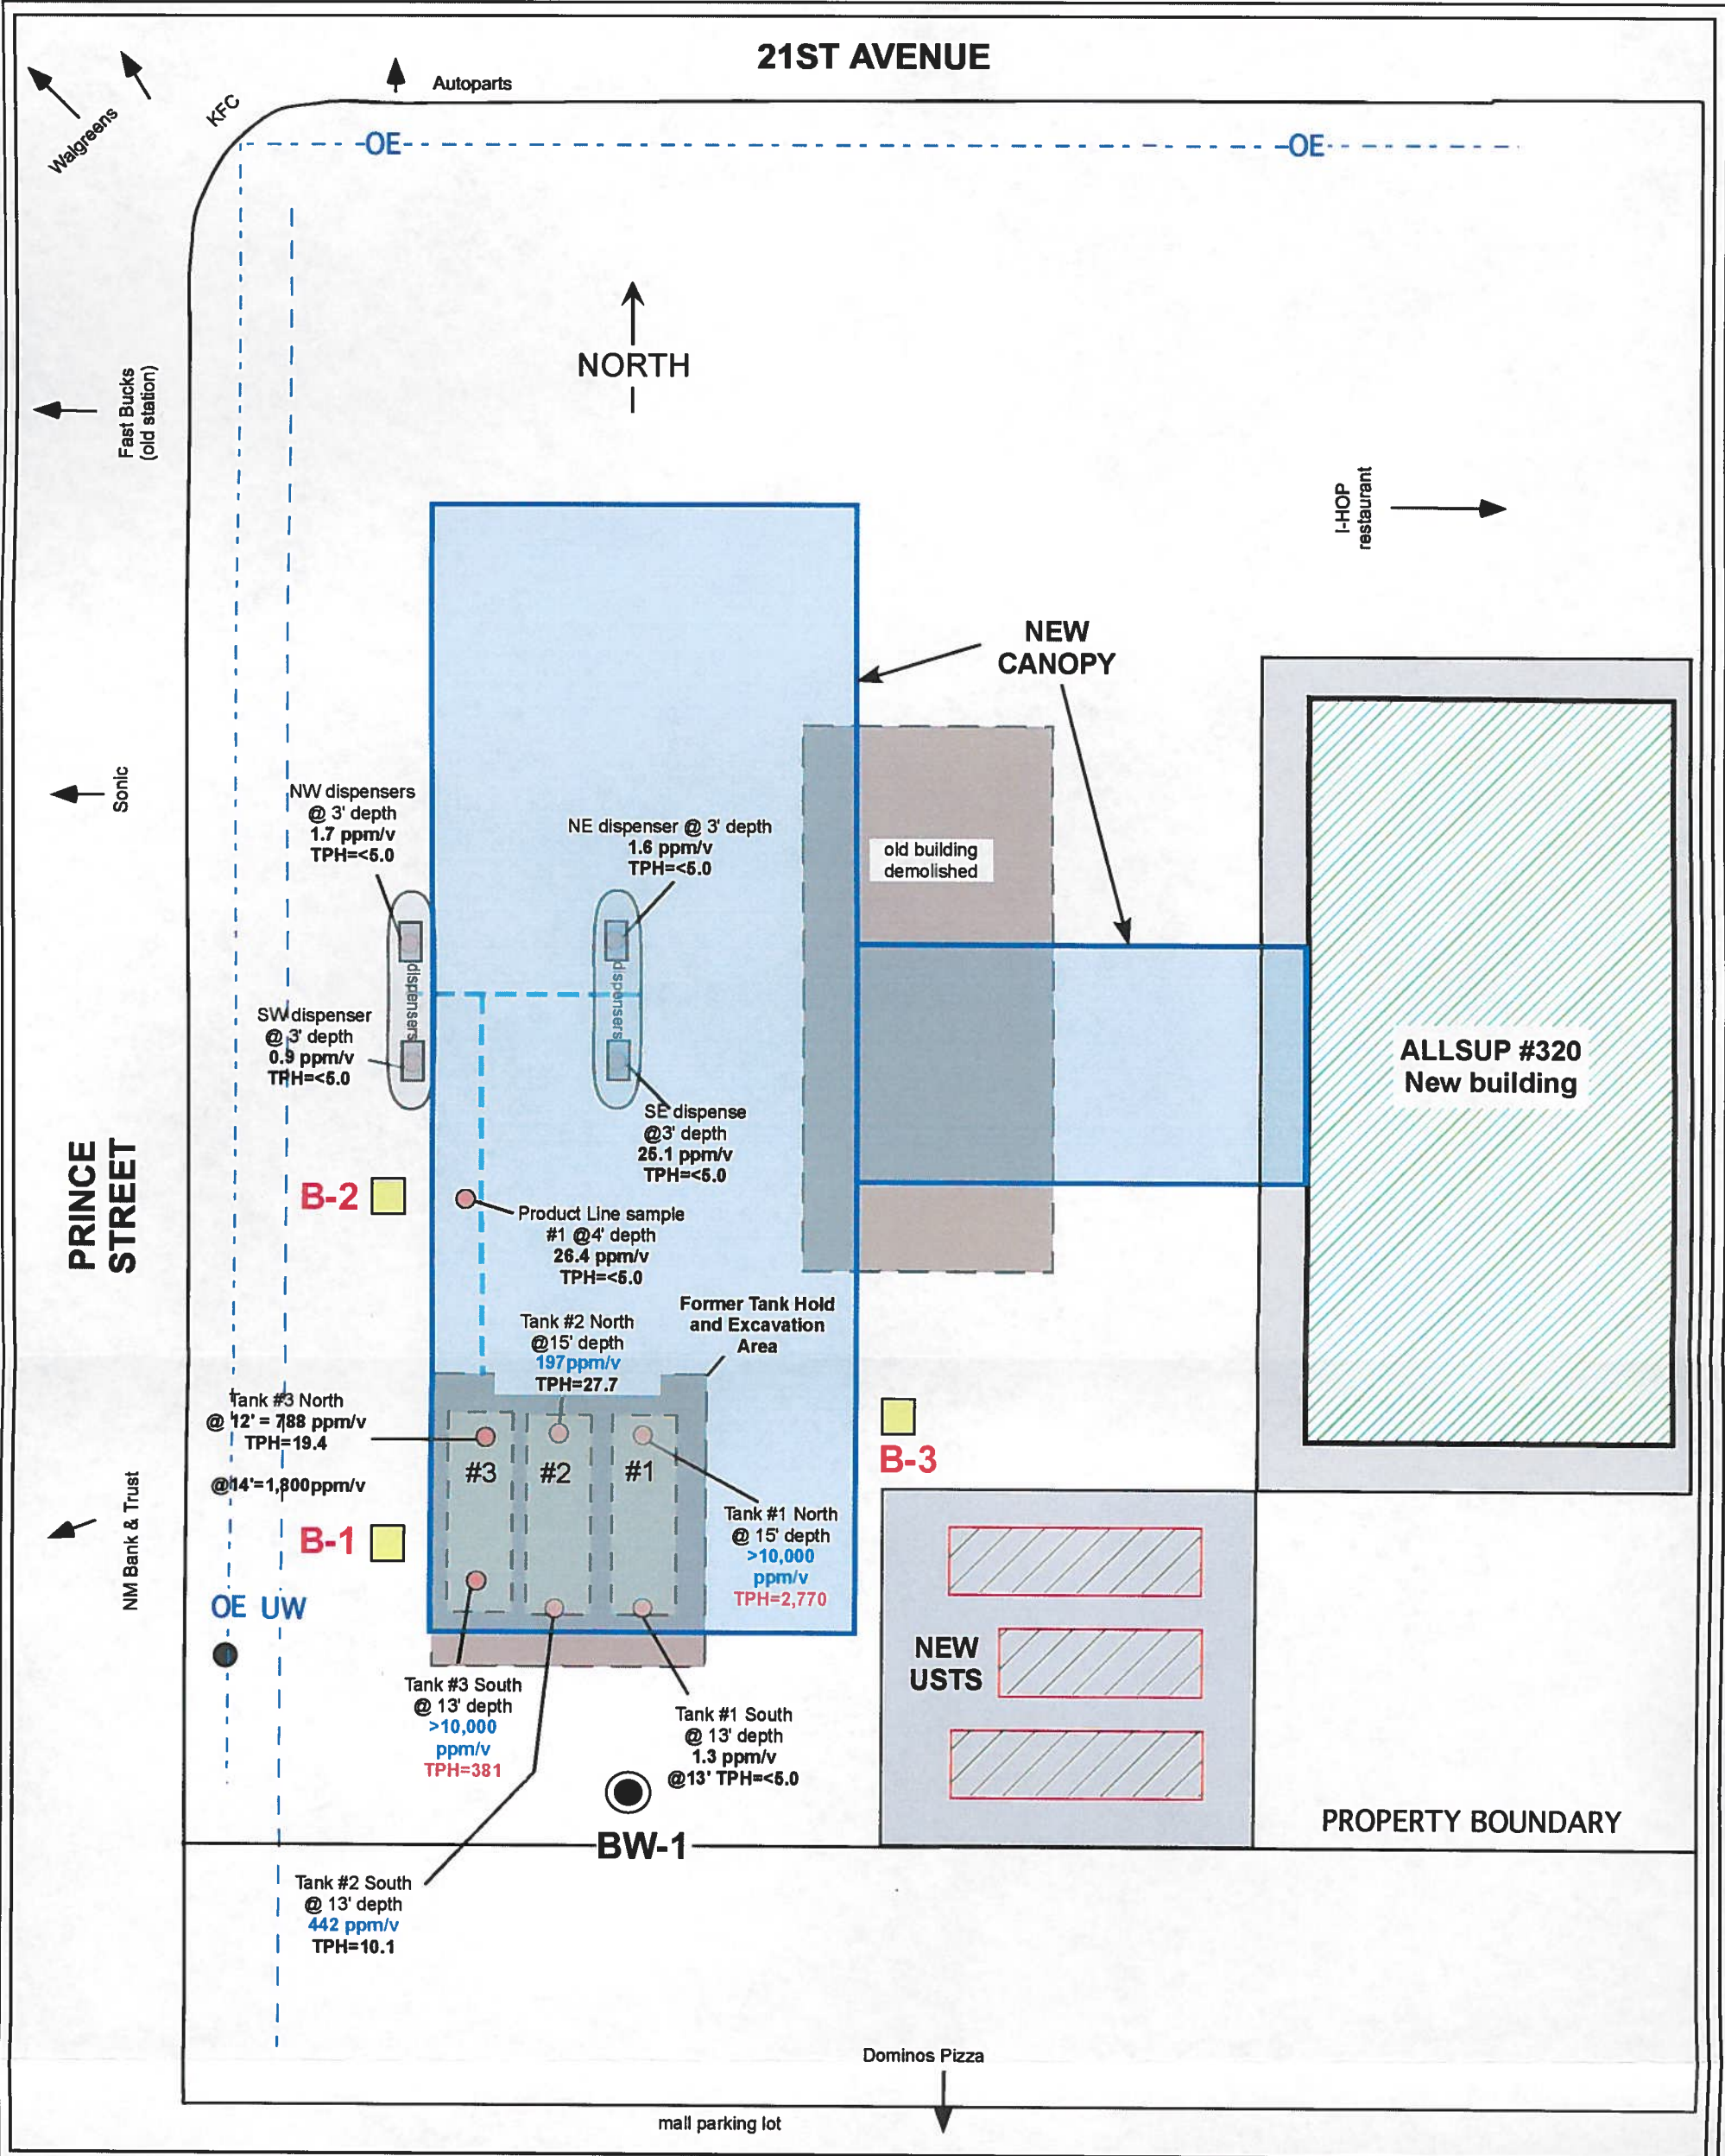 21ST AVENUE
Autoparts
KFC
Walgreens
OE
OE
NORTH
Fast Bucks
(old station)
I-HOP
restaurant
NEW
CANOPY
Sonic
NW dispensers
@ 3' depth
1.7 ppm/v
TPH=<5.0
NE dispenser @ 3' depth
1.6 ppm/v
TPH=<5.0
old building
demolished
dispensers
dispensers
SW dispenser
@ 3' depth
0.9 ppm/v
TPH=<5.0
ALLSUP #320
New building
SE dispense
@3' depth
25.1 ppm/v
TPH=<5.0
PRINCE
STREET
B-2
Product Line sample
#1 @4' depth
26.4 ppm/v
TPH=<5.0
Former Tank Hold
and Excavation
Area
Tank #2 North
@15' depth
197ppm/v
TPH=27.7
Tank #3 North
@ '12' = 788 ppm/v
TPH=19.4
@14'=1,800ppm/v
#3
#2
#1
B-3
Tank #1 North
@ 15' depth
>10,000
ppm/v
TPH=2,770
NM Bank & Trust
B-1
OE UW
NEW
USTS
Tank #3 South
@ 13' depth
>10,000
ppm/v
TPH=381
Tank #1 South
@ 13' depth
1.3 ppm/v
@13' TPH=<5.0
BW-1
PROPERTY BOUNDARY
Tank #2 South
@ 13' depth
442 ppm/v
TPH=10.1
Dominos Pizza
mall parking lot